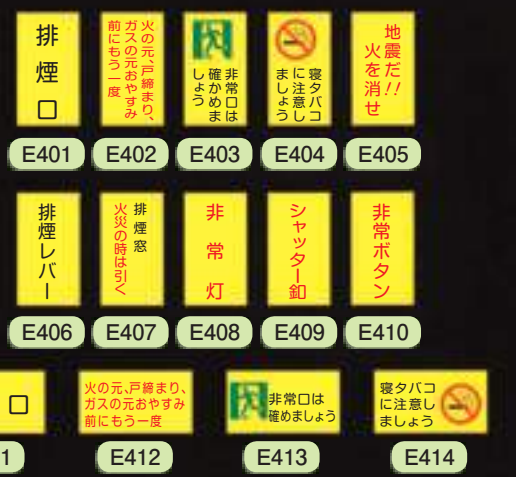 排煙口
火の元、戸締まり、
ガスの元おやすみ
前にもう一度
非常口は
確かめま
しょう
寝タバコ
に注意し
ましょう
地震だ!!
火を消せ
E401
E402
E403
E404
E405
排煙レバー
排煙窓
火災の時は引く
非常灯
シャッター釦
非常ボタン
E406
E407
E408
E409
E410
口
火の元、戸締まり、
ガスの元おやすみ
前にもう一度
非常口は
確めましょう
寝タバコ
に注意し
ましょう
1
E412
E413
E414